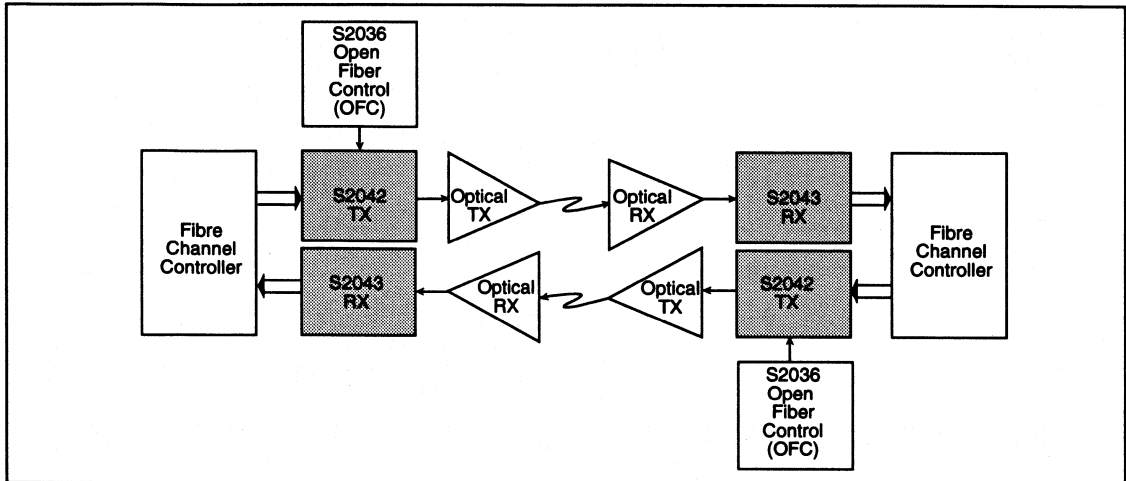 S2036
Open
Fiber
Control
(OFC)
Fibre
Channel
Controller
S2042
TX
Optical
TX
Optical
RX
S2043
RX
Fibre
Channel
Controller
S2043
RX
Optical
RX
Optical
TX
S2042
TX
S2036
Open
Fiber
Control
(OFC)